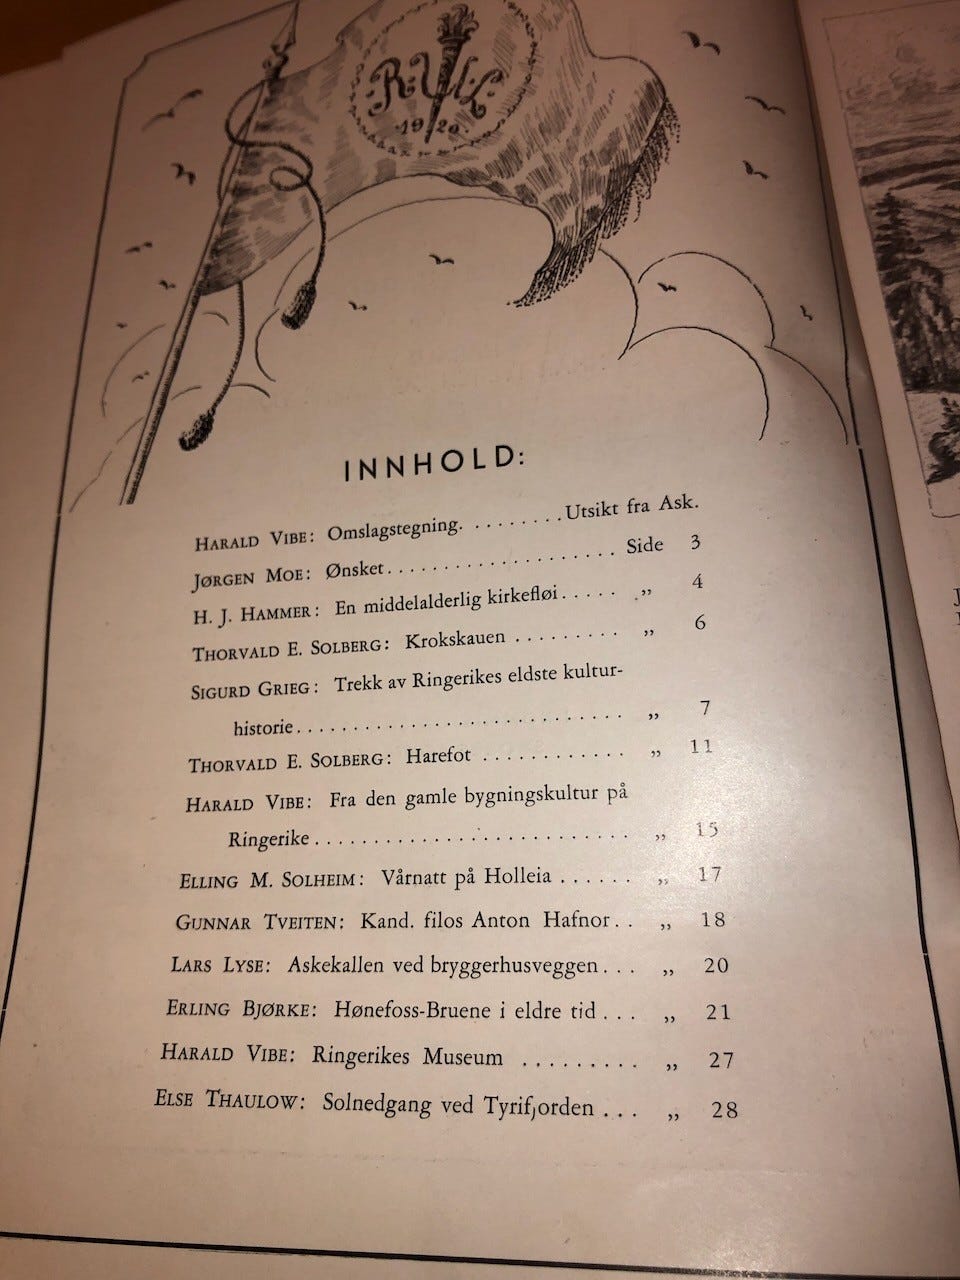 R.U.L
1920.
INNHOLD:
HARALD VIBE: Omslagstegning. . . . . . . . . Utsikt fra Ask.
JØRGEN MOE: Ønsket. . . . . . . . . . . . . . . . . . . . Side 3
H. J. HAMMER: En middelalderlig kirkefløi . . . . . „ 4
THORVALD E. SOLBERG: Krokskauen . . . . . . . . . „ 6
SIGURD GRIEG: Trekk av Ringerikes eldste kultur-
historie. . . . . . . . . . . . . . . . . . . . . . . . . . . . „ 7
THORVALD E. SOLBERG: Harefot . . . . . . . . . . . . „ 11
HARALD VIBE: Fra den gamle bygningskultur på
Ringerike . . . . . . . . . . . . . . . . . . . . . . . . . . „ 15
ELLING M. SOLHEIM: Vårnatt på Holleia . . . . . . „ 17
GUNNAR TVEITEN: Kand. filos Anton Hafnor. . „ 18
LARS LYSE: Askekallen ved bryggerhusveggen . . . „ 20
ERLING BJØRKE: Hønefoss-Bruene i eldre tid . . . „ 21
HARALD VIBE: Ringerikes Museum . . . . . . . . . „ 27
ELSE THAULOW: Solnedgang ved Tyrifjorden . . . „ 28